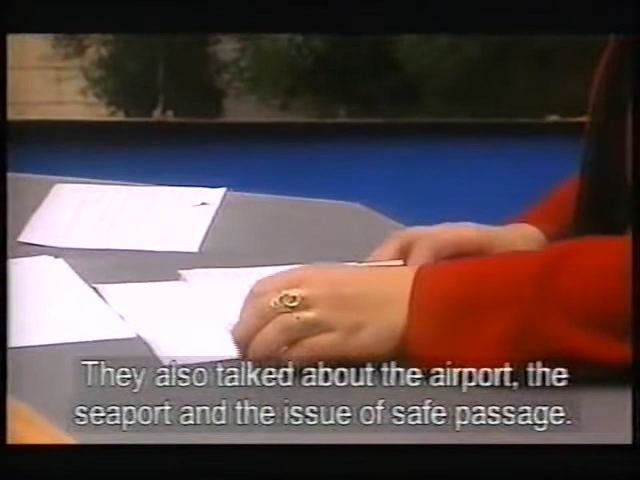 They also talked about the airport, the
seaport and the issue of safe passage.